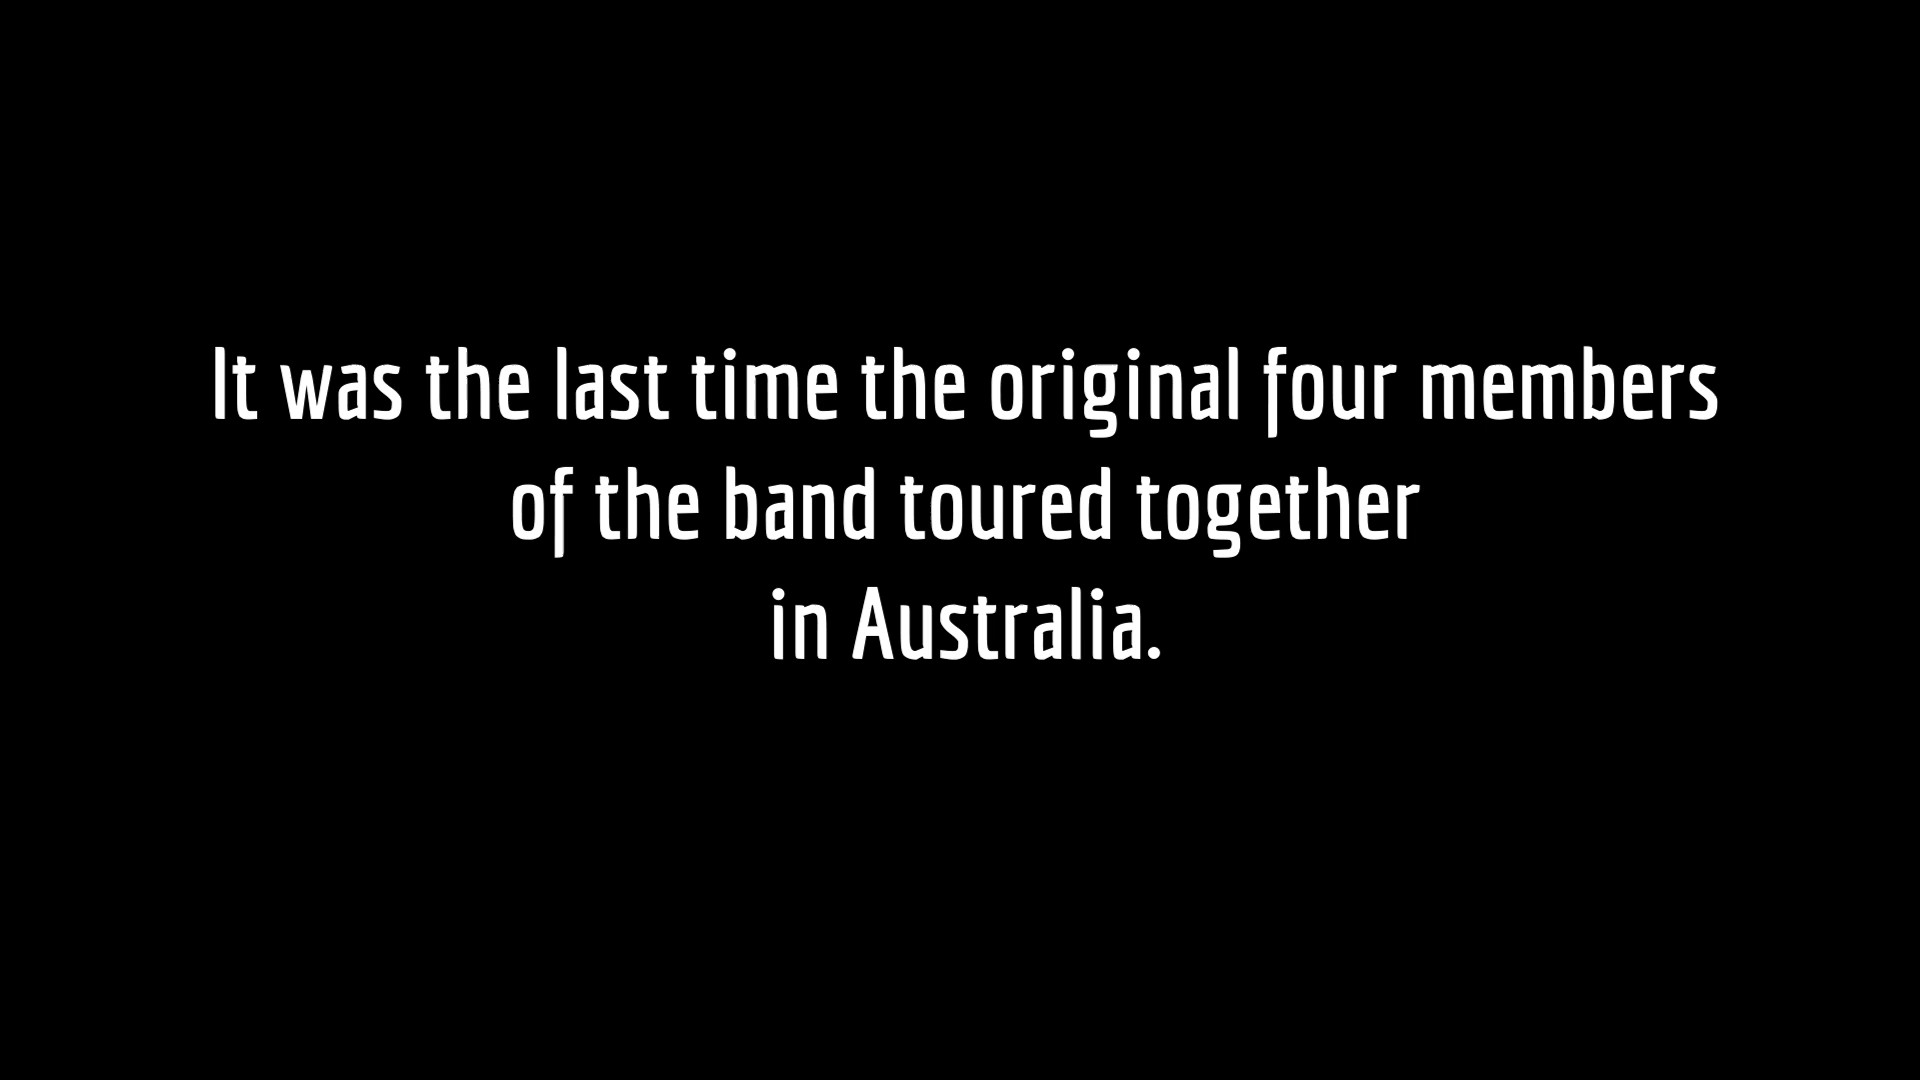 It was the last time the original four members
of the band toured together
in Australia.